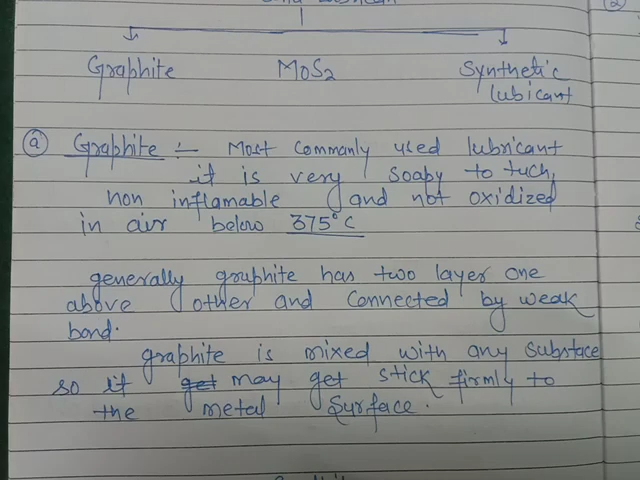 Graphite MoS2 Synthetic
lubicant
(a) Graphite :- Most commonly used lubricant
it is very soapy to tuch,
non inflamable and not oxidized
in air below 375°C
generally graphite has two layer one
above other and connected by weak
bond.
graphite is mixed with any substace
so it get may get stick firmly to
the metal surface.